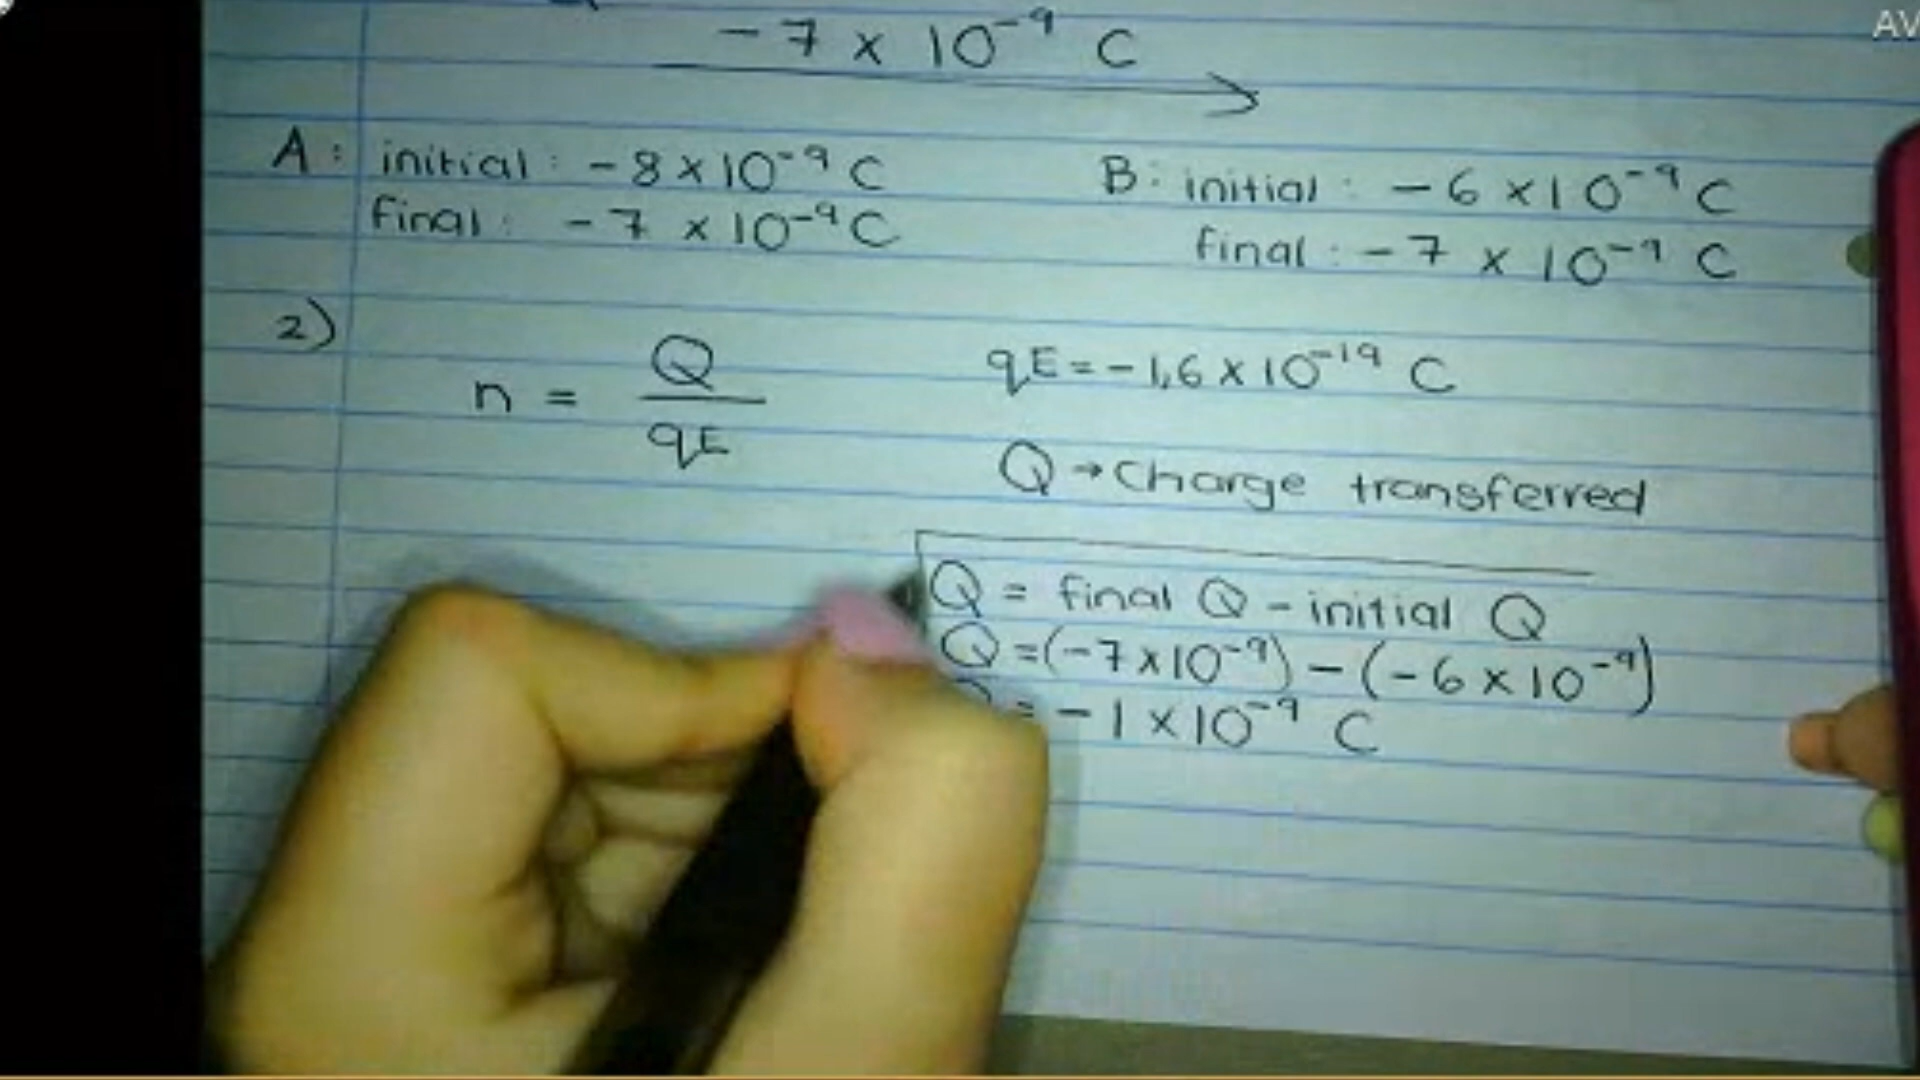 AV
-7 x 10⁻⁹ C
A: initial: -8 x 10⁻⁹ C
final: -7 x 10⁻⁹ C
B: initial: -6 x 10⁻⁹ C
final: -7 x 10⁻⁹ C
2)
n = Q / qE
qE = -1,6 x 10⁻¹⁹ C
Q → Charge transferred
Q = final Q - initial Q
Q = (-7 x 10⁻⁹) - (-6 x 10⁻⁹)
= -1 x 10⁻⁹ C